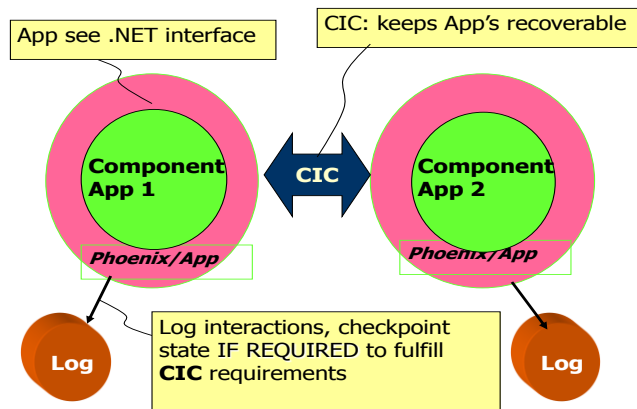 App see .NET interface
CIC: keeps App's recoverable
Component
App 1
CIC
Component
App 2
Phoenix/App
Phoenix/App
Log
Log interactions, checkpoint
state IF REQUIRED to fulfill
CIC requirements
Log